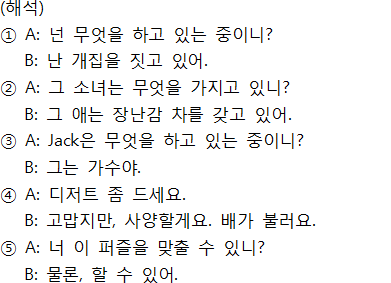 (해석)
① A: 넌 무엇을 하고 있는 중이니?
B: 난 개집을 짓고 있어.
② A: 그 소녀는 무엇을 가지고 있니?
B: 그 애는 장난감 차를 갖고 있어.
③ A: Jack은 무엇을 하고 있는 중이니?
B: 그는 가수야.
④ A: 디저트 좀 드세요.
B: 고맙지만, 사양할게요. 배가 불러요.
⑤ A: 너 이 퍼즐을 맞출 수 있니?
B: 물론, 할 수 있어.